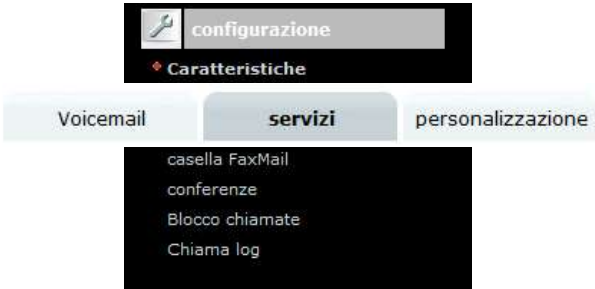 configurazione
Caratteristiche
Voicemail servizi personalizzazione
casella FaxMail
conferenze
Blocco chiamate
Chiama log